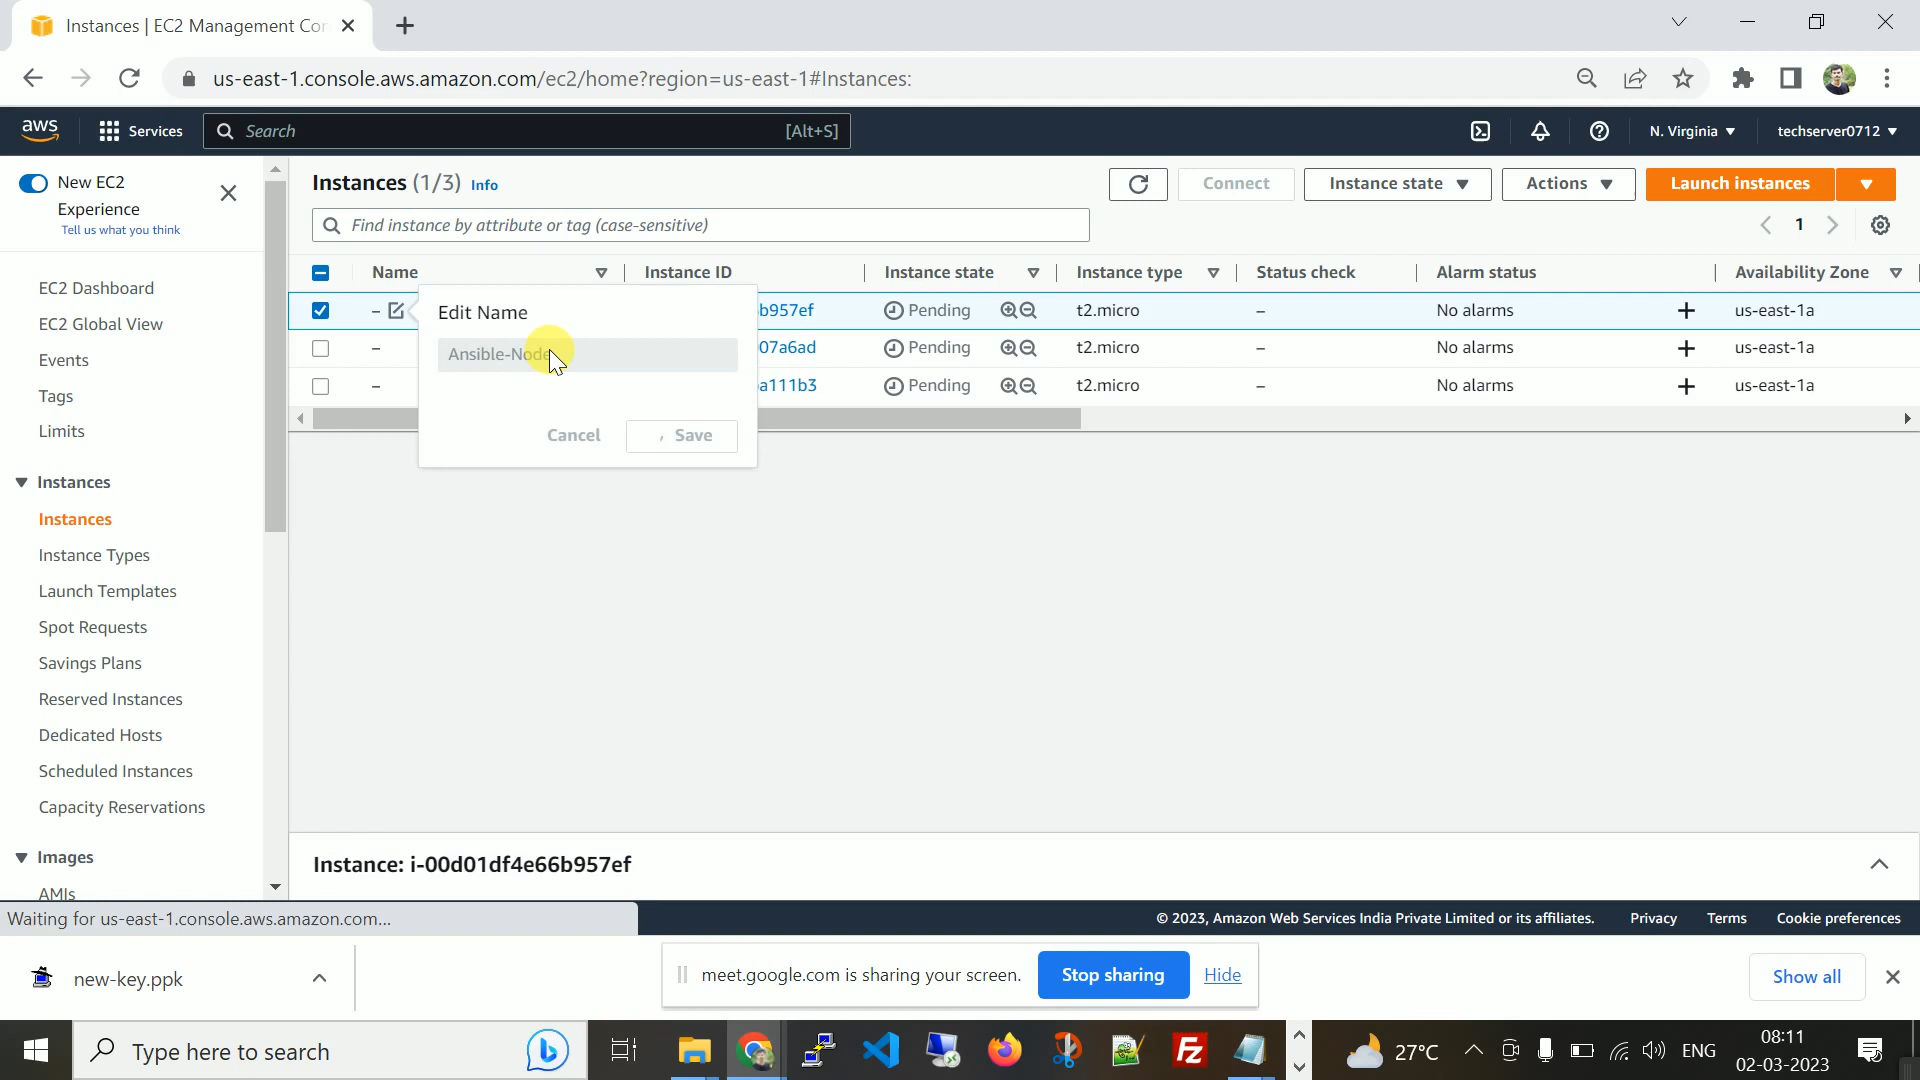 Instances | EC2 Management Con
us-east-1.console.aws.amazon.com/ec2/home?region=us-east-1#Instances:
aws
Services
Search
[Alt+S]
N. Virginia
techserver0712
New EC2
Experience
Tell us what you think
EC2 Dashboard
EC2 Global View
Events
Tags
Limits
Instances
Instances
Instance Types
Launch Templates
Spot Requests
Savings Plans
Reserved Instances
Dedicated Hosts
Scheduled Instances
Capacity Reservations
Images
AMIs
Instances (1/3) Info
Connect
Instance state
Actions
Launch instances
Find instance by attribute or tag (case-sensitive)
1
Name Instance ID Instance state Instance type Status check Alarm status Availability Zone
– b957ef Pending t2.micro – No alarms + us-east-1a
– 07a6ad Pending t2.micro – No alarms + us-east-1a
– a111b3 Pending t2.micro – No alarms + us-east-1a
Edit Name
Ansible-Node
Cancel
Save
Instance: i-00d01df4e66b957ef
Waiting for us-east-1.console.aws.amazon.com...
© 2023, Amazon Web Services India Private Limited or its affiliates.
Privacy
Terms
Cookie preferences
new-key.ppk
meet.google.com is sharing your screen.
Stop sharing
Hide
Show all
Type here to search
27°C
ENG
08:11
02-03-2023